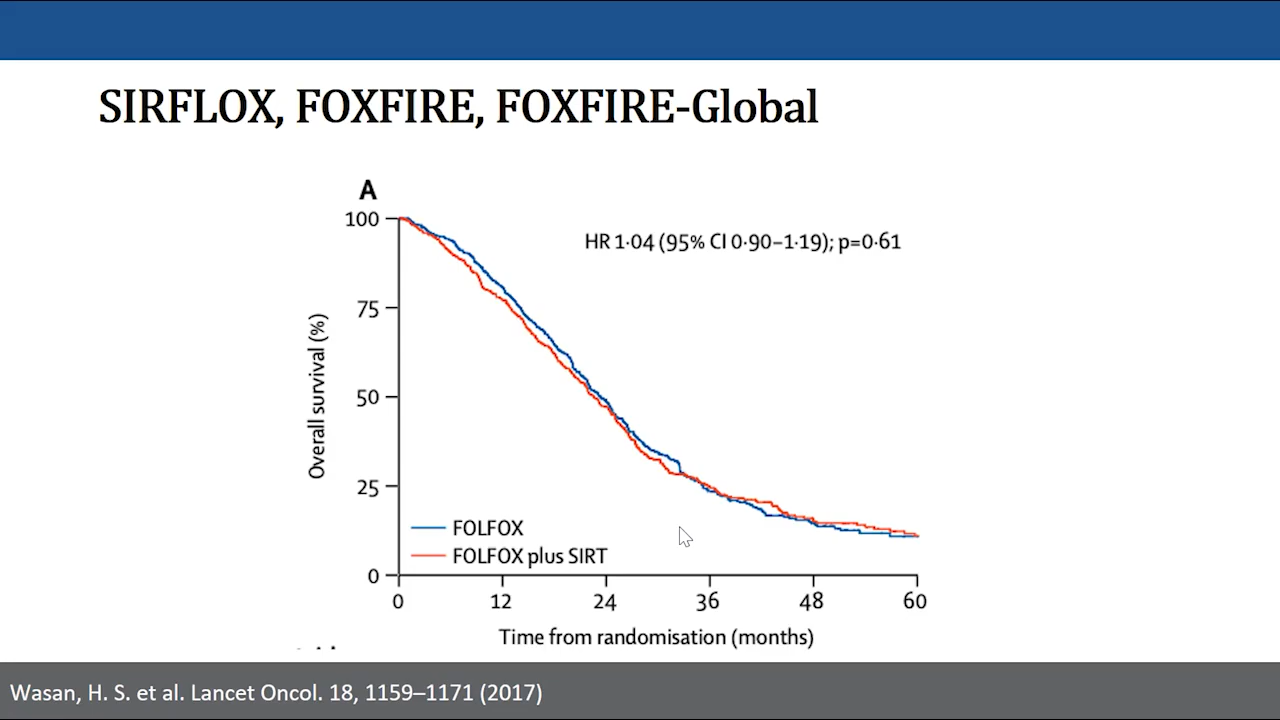 SIRFLOX, FOXFIRE, FOXFIRE-Global
A
HR 1·04 (95% CI 0·90–1·19); p=0·61
100
75
50
25
0
Overall survival (%)
FOLFOX
FOLFOX plus SIRT
0 12 24 36 48 60
Time from randomisation (months)
Wasan, H. S. et al. Lancet Oncol. 18, 1159–1171 (2017)